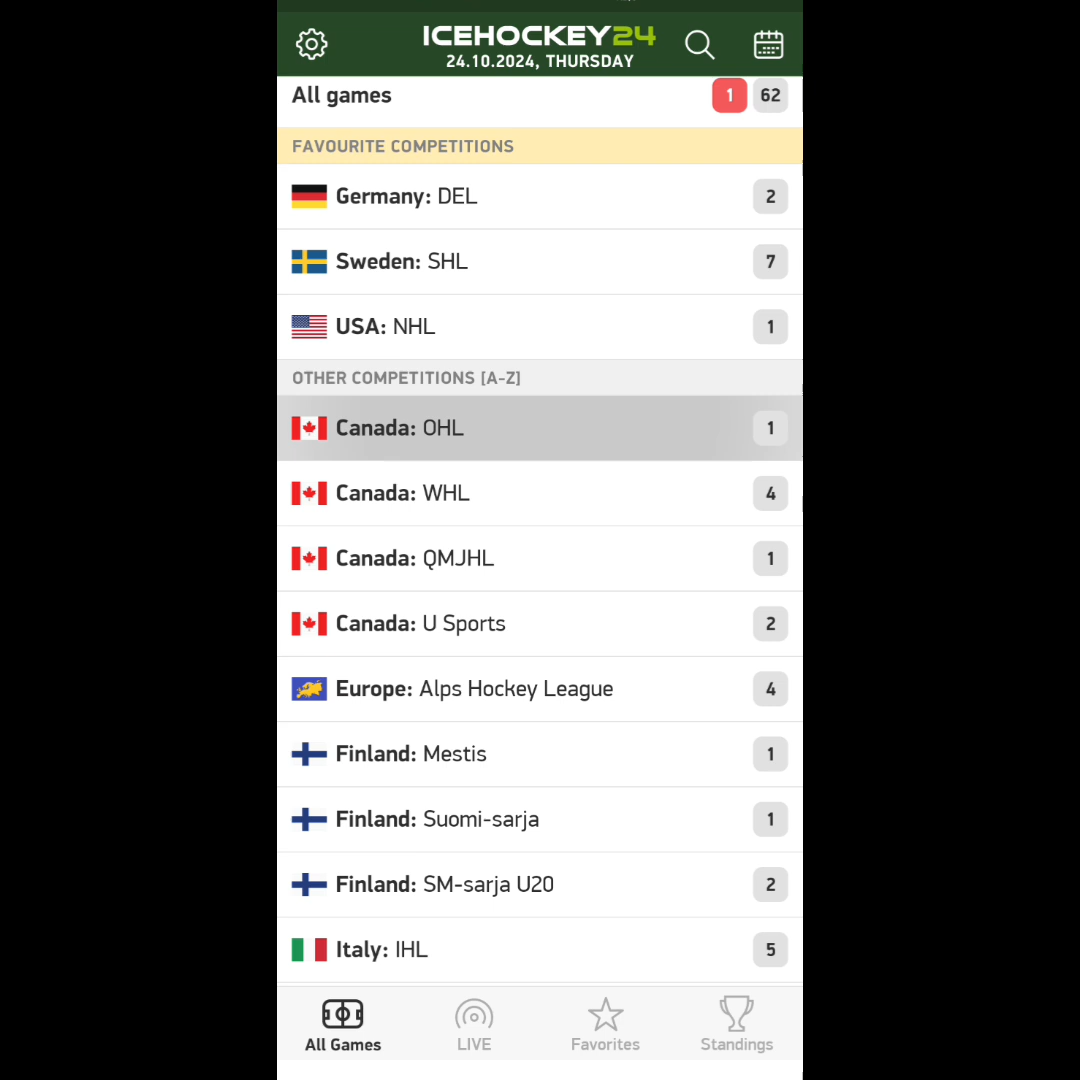 ICEHOCKEY24
24.10.2024, THURSDAY
All games 1 62
FAVOURITE COMPETITIONS
Germany: DEL 2
Sweden: SHL 7
USA: NHL 1
OTHER COMPETITIONS [A-Z]
Canada: OHL 1
Canada: WHL 4
Canada: QMJHL 1
Canada: U Sports 2
Europe: Alps Hockey League 4
Finland: Mestis 1
Finland: Suomi-sarja 1
Finland: SM-sarja U20 2
Italy: IHL 5
All Games LIVE Favorites Standings